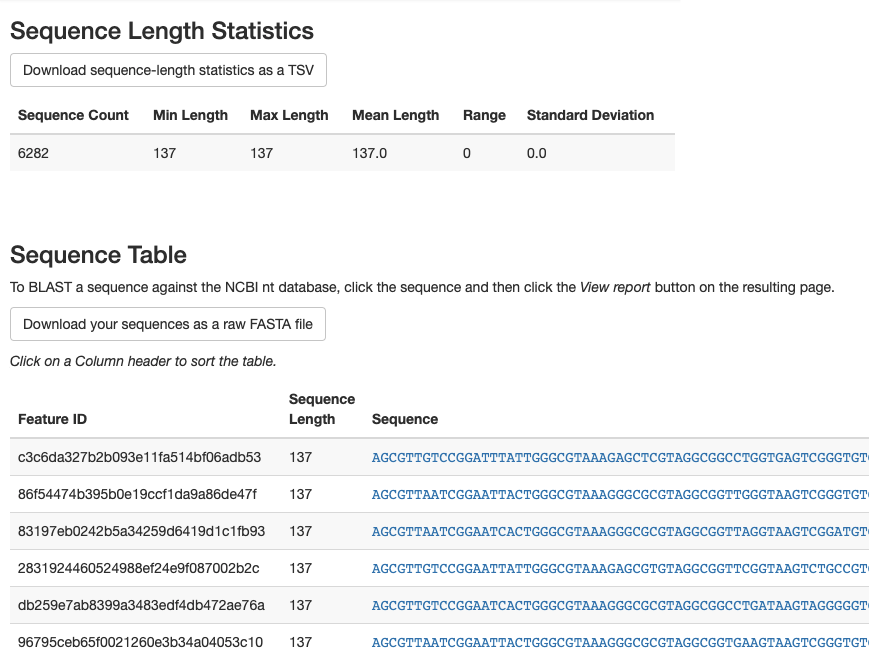 Sequence Length Statistics
Download sequence-length statistics as a TSV
Sequence Count Min Length Max Length Mean Length Range Standard Deviation
6282 137 137 137.0 0 0.0
Sequence Table
To BLAST a sequence against the NCBI nt database, click the sequence and then click the View report button on the resulting page.
Download your sequences as a raw FASTA file
Click on a Column header to sort the table.
Feature ID Sequence Length Sequence
c3c6da327b2b093e11fa514bf06adb53 137 AGCGTTGTCCGGATTTATTGGGCGTAAAGAGCTCGTAGGCGGCCTGGTGAGTCGGGTGT
86f54474b395b0e19ccf1da9a86de47f 137 AGCGTTAATCGGAATTACTGGGCGTAAAGGGCGCGTAGGCGGTTGGGTAAGTCGGGTGT
83197eb0242b5a34259d6419d1c1fb93 137 AGCGTTAATCGGAATCACTGGGCGTAAAGGGCGCGTAGGCGGTTAGGTAAGTCGGATGT
2831924460524988ef24e9f087002b2c 137 AGCGTTGTCCGGAATTATTGGGCGTAAAGAGCGTGTAGGCGGTTCGGTAAGTCTGCCGT
db259e7ab8399a3483edf4db472ae76a 137 AGCGTTGTCCGGAATCACTGGGCGTAAAGGGCGCGTAGGCGGCCTGATAAGTAGGGGGT
96795ceb65f0021260e3b34a04053c10 137 AGCGTTAATCGGAATTACTGGGCGTAAAGGGCGCGTAGGCGGTGAAGTAAGTCGGGTGT